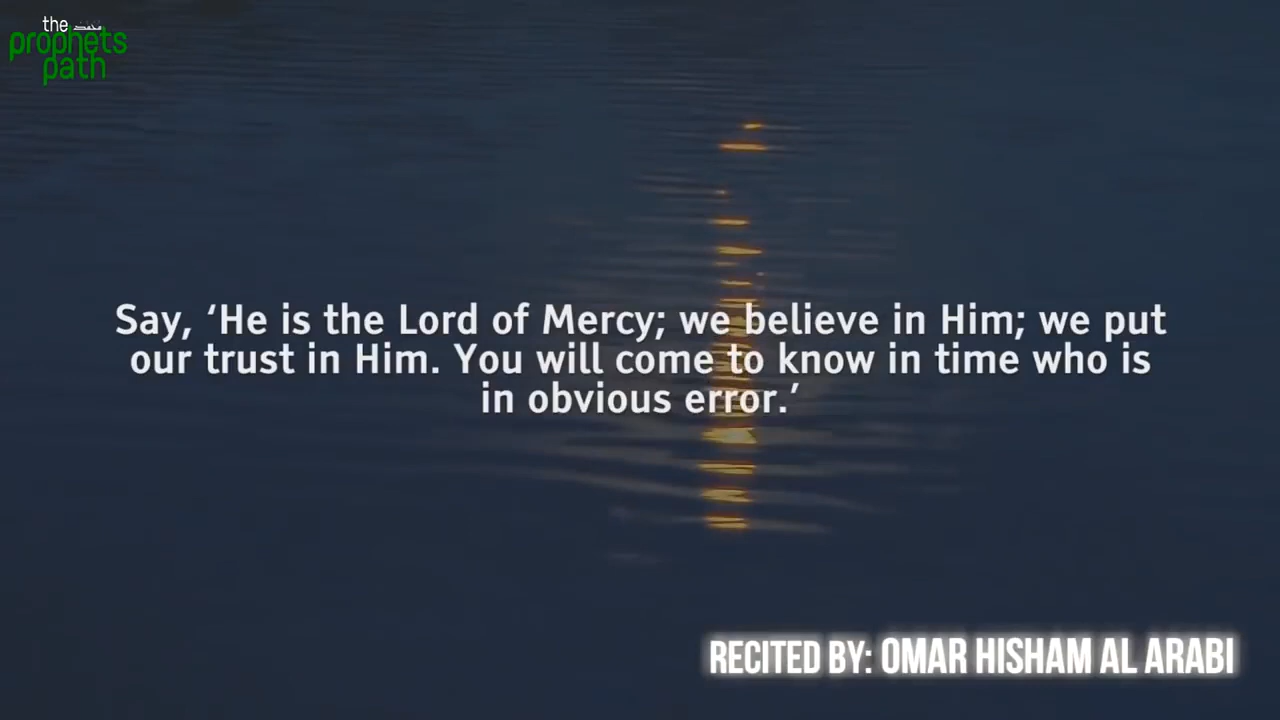 the
prophets
path
Say, ‘He is the Lord of Mercy; we believe in Him; we put
our trust in Him. You will come to know in time who is
in obvious error.’
RECITED BY: OMAR HISHAM AL ARABI